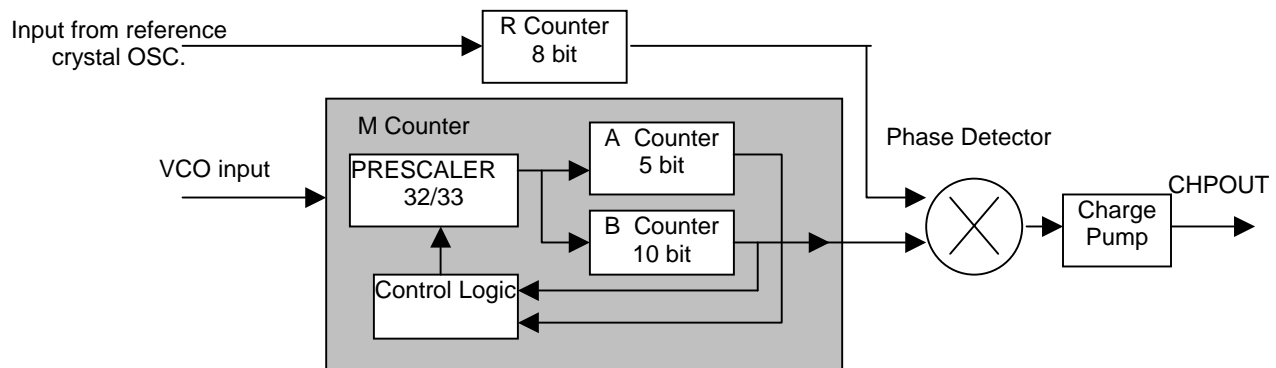 Input from reference
crystal OSC.
R Counter
8 bit
M Counter
VCO input
PRESCALER
32/33
A Counter
5 bit
B Counter
10 bit
Control Logic
Phase Detector
Charge
Pump
CHPOUT